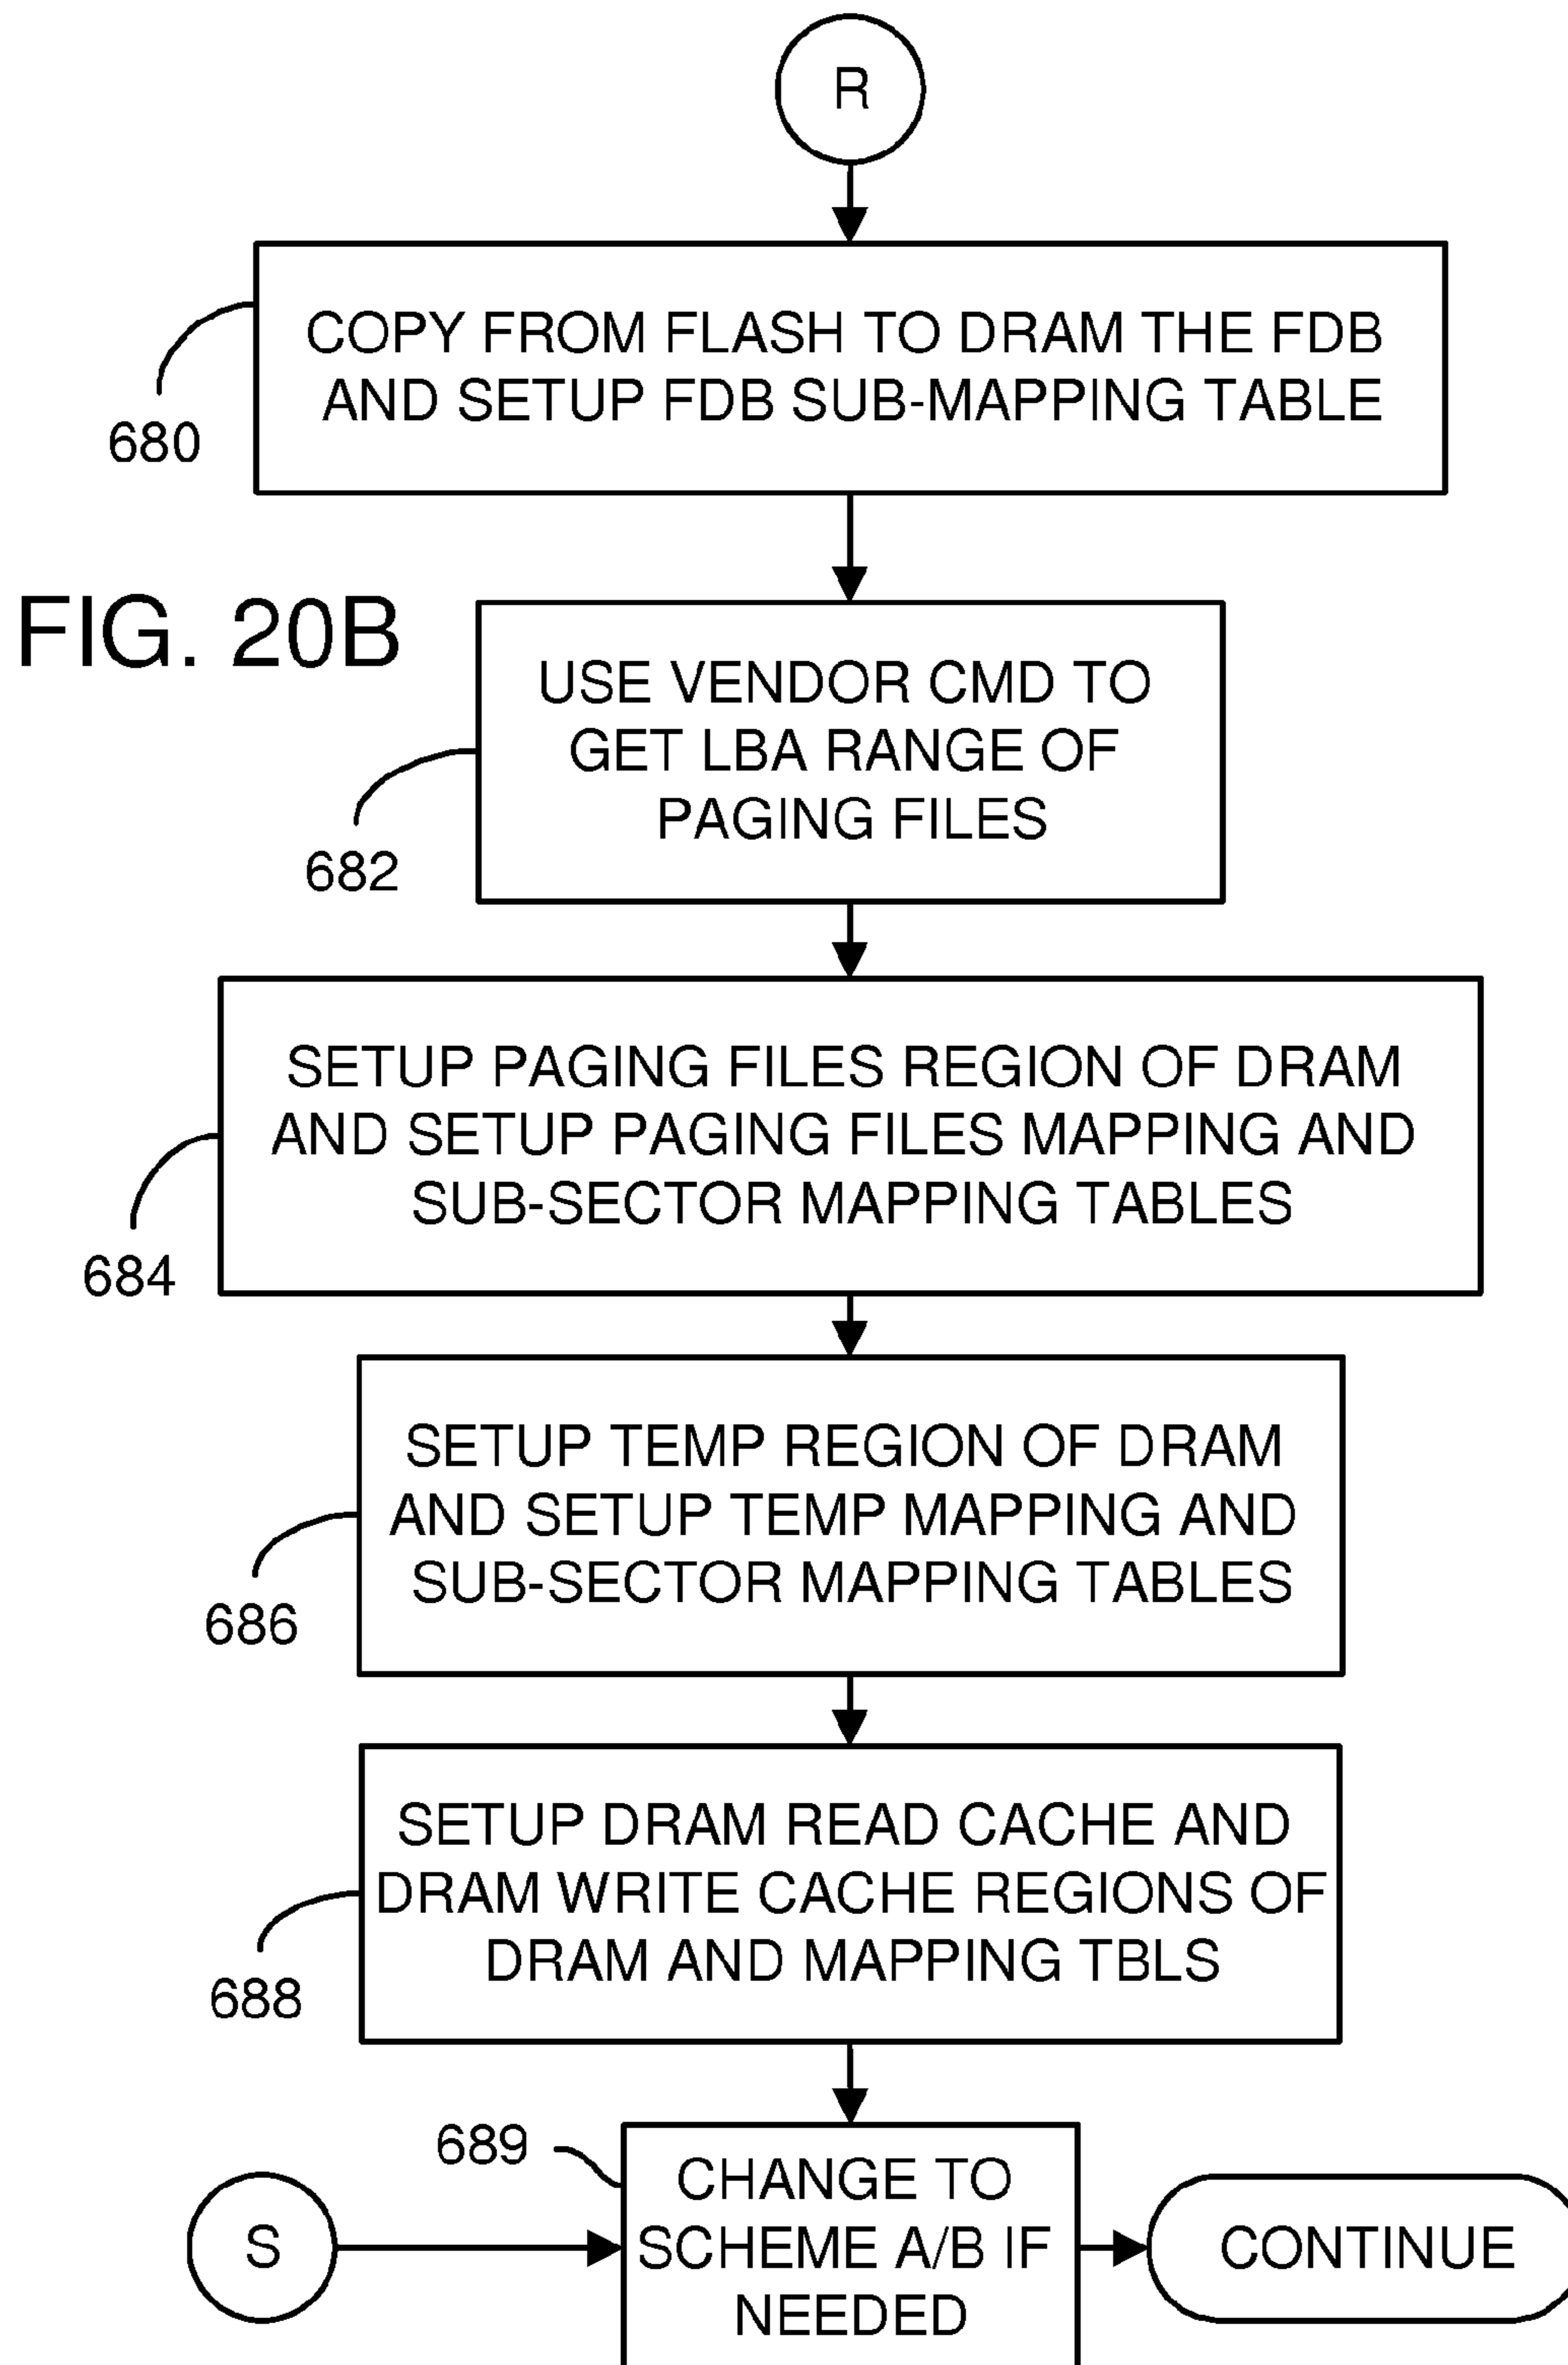 R
COPY FROM FLASH TO DRAM THE FDB
AND SETUP FDB SUB-MAPPING TABLE
680
FIG. 20B
USE VENDOR CMD TO
GET LBA RANGE OF
PAGING FILES
682
SETUP PAGING FILES REGION OF DRAM
AND SETUP PAGING FILES MAPPING AND
SUB-SECTOR MAPPING TABLES
684
SETUP TEMP REGION OF DRAM
AND SETUP TEMP MAPPING AND
SUB-SECTOR MAPPING TABLES
686
SETUP DRAM READ CACHE AND
DRAM WRITE CACHE REGIONS OF
DRAM AND MAPPING TBLS
688
689
S
CHANGE TO
SCHEME A/B IF
NEEDED
CONTINUE